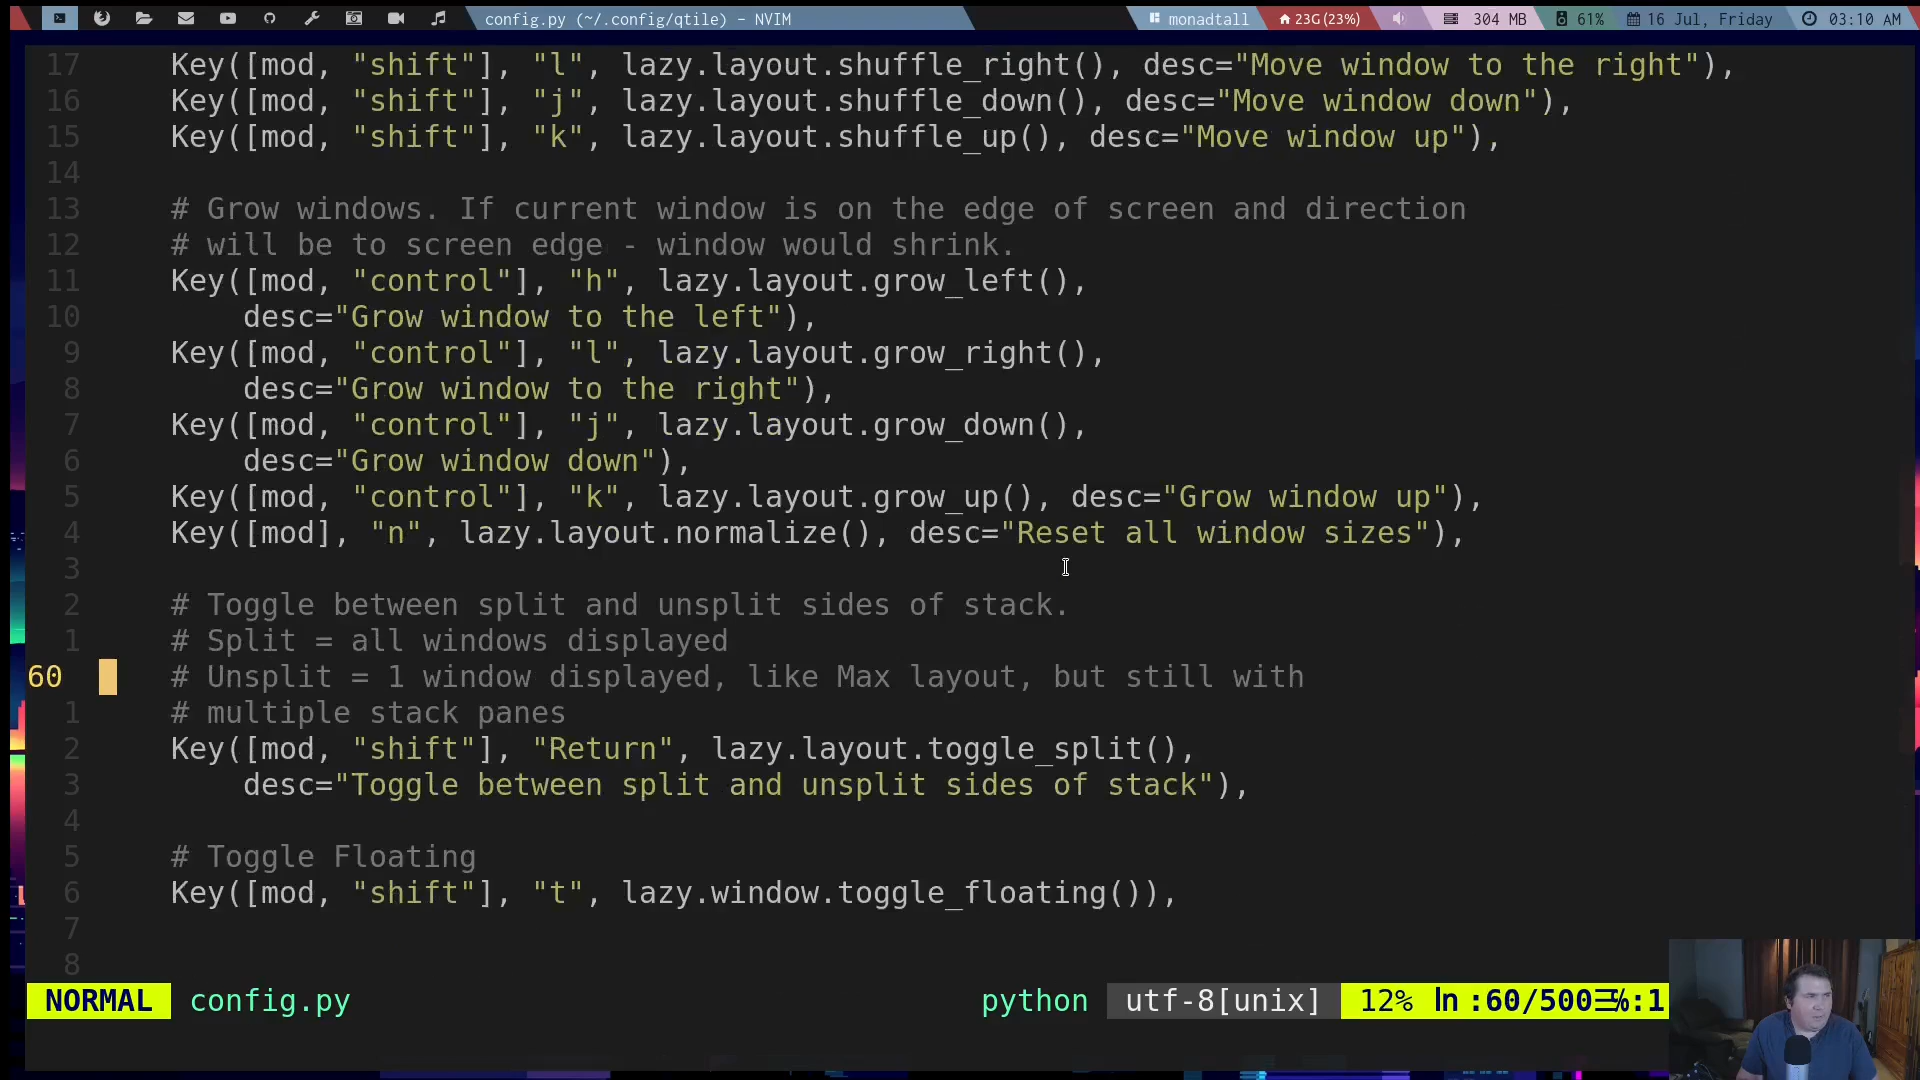 config.py (~/.config/qtile) – NVIM
monadtall
23G(23%)
304 MB
61%
16 Jul, Friday
03:10 AM
17 Key([mod, "shift"], "l", lazy.layout.shuffle_right(), desc="Move window to the right"),
16 Key([mod, "shift"], "j", lazy.layout.shuffle_down(), desc="Move window down"),
15 Key([mod, "shift"], "k", lazy.layout.shuffle_up(), desc="Move window up"),
14
13 # Grow windows. If current window is on the edge of screen and direction
12 # will be to screen edge - window would shrink.
11 Key([mod, "control"], "h", lazy.layout.grow_left(),
10 desc="Grow window to the left"),
9 Key([mod, "control"], "l", lazy.layout.grow_right(),
8 desc="Grow window to the right"),
7 Key([mod, "control"], "j", lazy.layout.grow_down(),
6 desc="Grow window down"),
5 Key([mod, "control"], "k", lazy.layout.grow_up(), desc="Grow window up"),
4 Key([mod], "n", lazy.layout.normalize(), desc="Reset all window sizes"),
3
2 # Toggle between split and unsplit sides of stack.
1 # Split = all windows displayed
60 # Unsplit = 1 window displayed, like Max layout, but still with
1 # multiple stack panes
2 Key([mod, "shift"], "Return", lazy.layout.toggle_split(),
3 desc="Toggle between split and unsplit sides of stack"),
4
5 # Toggle Floating
6 Key([mod, "shift"], "t", lazy.window.toggle_floating()),
7
8
NORMAL config.py python utf-8[unix] 12% ln :60/500☰%:1